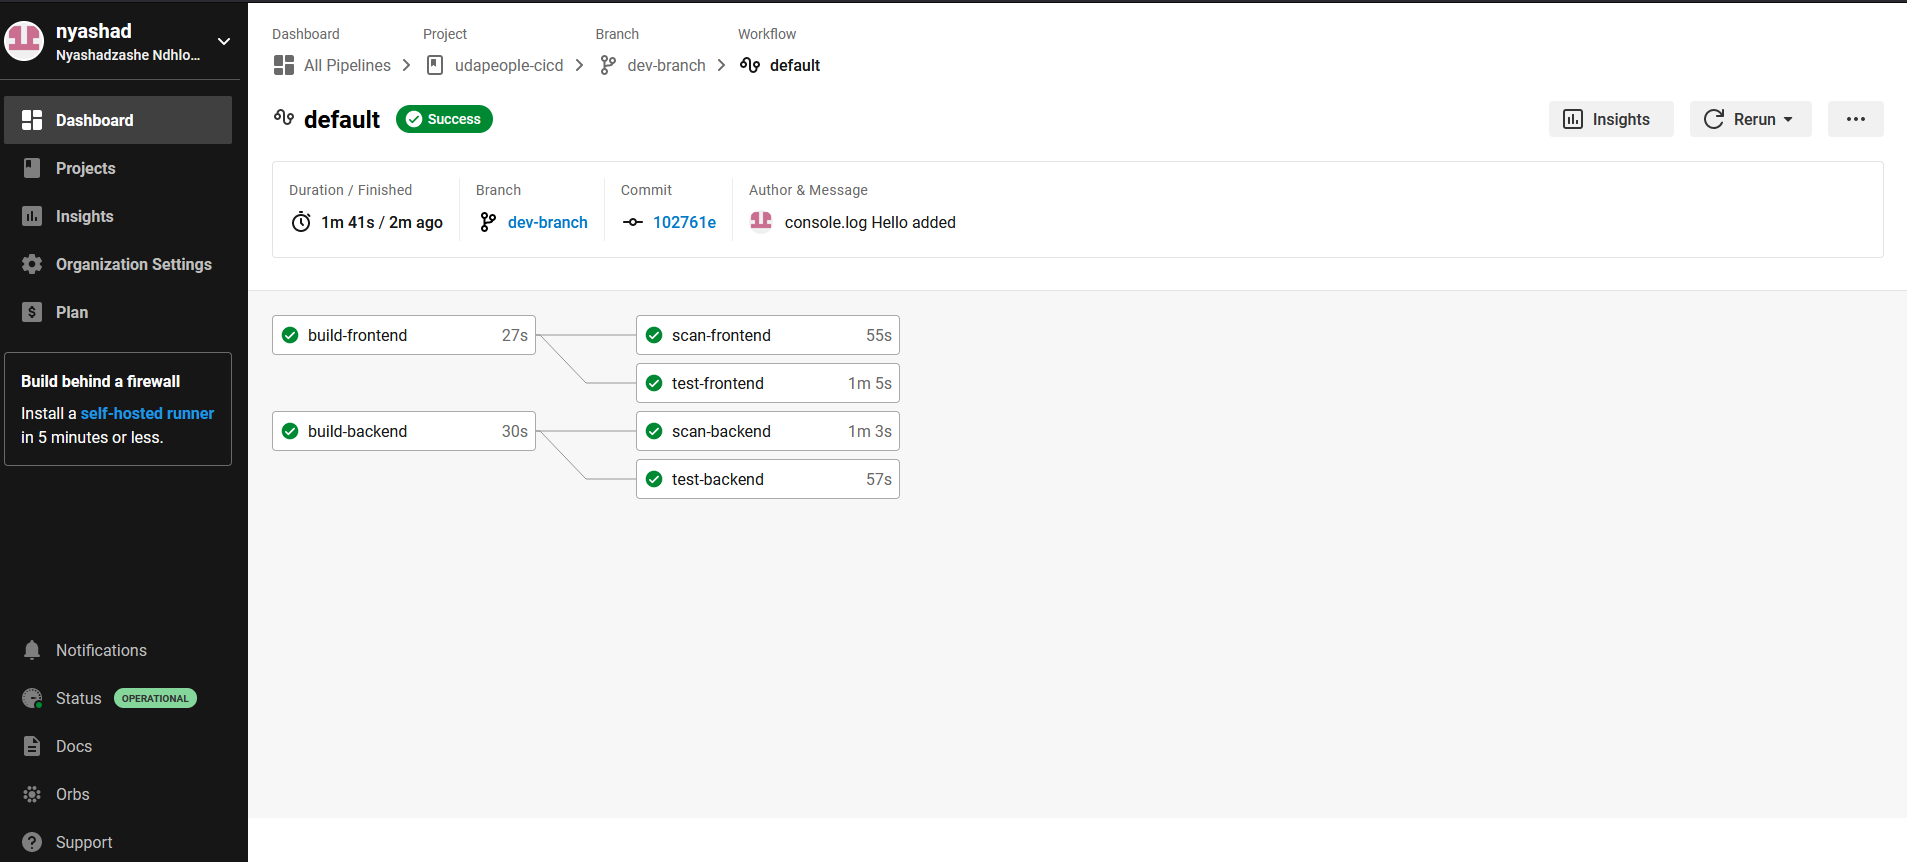 nyashad
Nyashadzashe Ndhlo...
Dashboard
Projects
Insights
Organization Settings
Plan
Build behind a firewall
Install a self-hosted runner
in 5 minutes or less.
Notifications
Status OPERATIONAL
Docs
Orbs
Support
Dashboard Project Branch Workflow
All Pipelines udapeople-cicd dev-branch default
default Success Insights Rerun
Duration / Finished Branch Commit Author & Message
1m 41s / 2m ago dev-branch 102761e console.log Hello added
build-frontend 27s scan-frontend 55s
test-frontend 1m 5s
build-backend 30s scan-backend 1m 3s
test-backend 57s